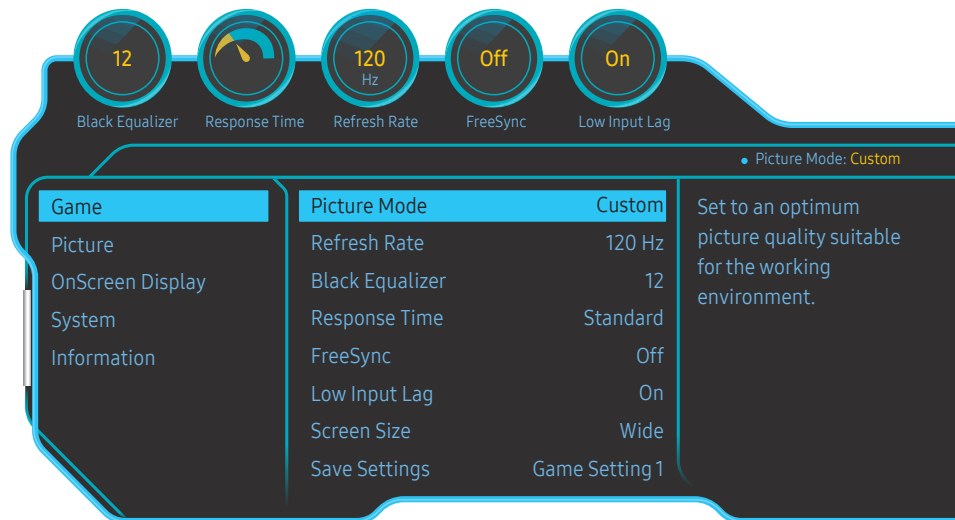 12
120
Hz
Off
On
Black Equalizer
Response Time
Refresh Rate
FreeSync
Low Input Lag
Picture Mode: Custom
Game
Picture
OnScreen Display
System
Information
Picture Mode Custom
Refresh Rate 120 Hz
Black Equalizer 12
Response Time Standard
FreeSync Off
Low Input Lag On
Screen Size Wide
Save Settings Game Setting 1
Set to an optimum
picture quality suitable
for the working
environment.